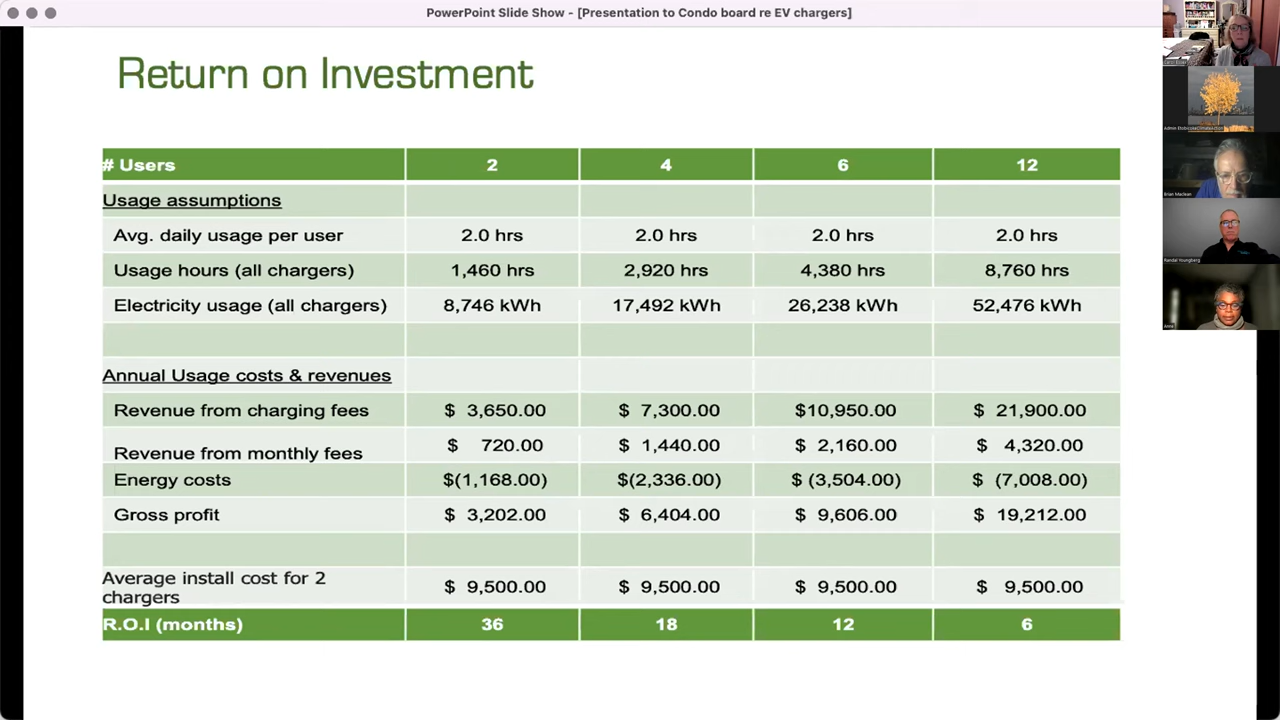 PowerPoint Slide Show - [Presentation to Condo board re EV chargers]
Return on Investment
# Users 2 4 6 12
Usage assumptions
Avg. daily usage per user 2.0 hrs 2.0 hrs 2.0 hrs 2.0 hrs
Usage hours (all chargers) 1,460 hrs 2,920 hrs 4,380 hrs 8,760 hrs
Electricity usage (all chargers) 8,746 kWh 17,492 kWh 26,238 kWh 52,476 kWh
Annual Usage costs & revenues
Revenue from charging fees $ 3,650.00 $ 7,300.00 $10,950.00 $ 21,900.00
Revenue from monthly fees $ 720.00 $ 1,440.00 $ 2,160.00 $ 4,320.00
Energy costs $(1,168.00) $(2,336.00) $ (3,504.00) $ (7,008.00)
Gross profit $ 3,202.00 $ 6,404.00 $ 9,606.00 $ 19,212.00
Average install cost for 2
chargers $ 9,500.00 $ 9,500.00 $ 9,500.00 $ 9,500.00
R.O.I (months) 36 18 12 6
Admin EtobicokeClimateAction
Brian Maclean
Randal Youngberg